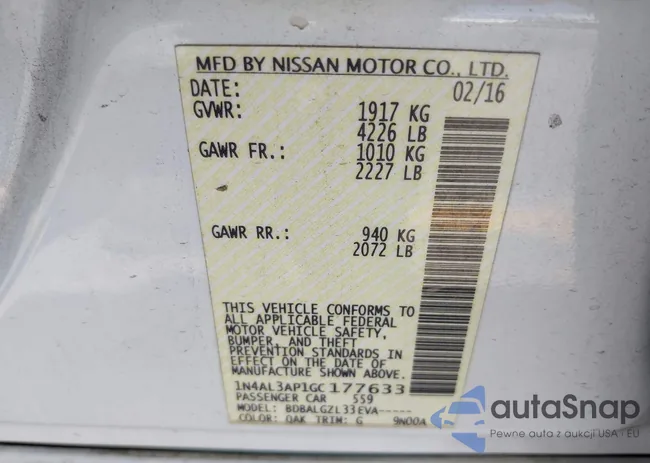 MFD BY NISSAN MOTOR CO., LTD.
DATE: 02/16
GVWR: 1917 KG
4226 LB
GAWR FR.: 1010 KG
2227 LB
GAWR RR.: 940 KG
2072 LB
THIS VEHICLE CONFORMS TO
ALL APPLICABLE FEDERAL
MOTOR VEHICLE SAFETY,
BUMPER, AND THEFT
PREVENTION STANDARDS
IN EFFECT ON THE DATE OF
MANUFACTURE SHOWN ABOVE.
1N4AL3AP1GC177633
PASSENGER CAR 559
MODEL: BDBALGZL33EVA-----
COLOR: QAK TRIM: G 9N00A
autoSnap
Pewne auta z aukcji USA i EU